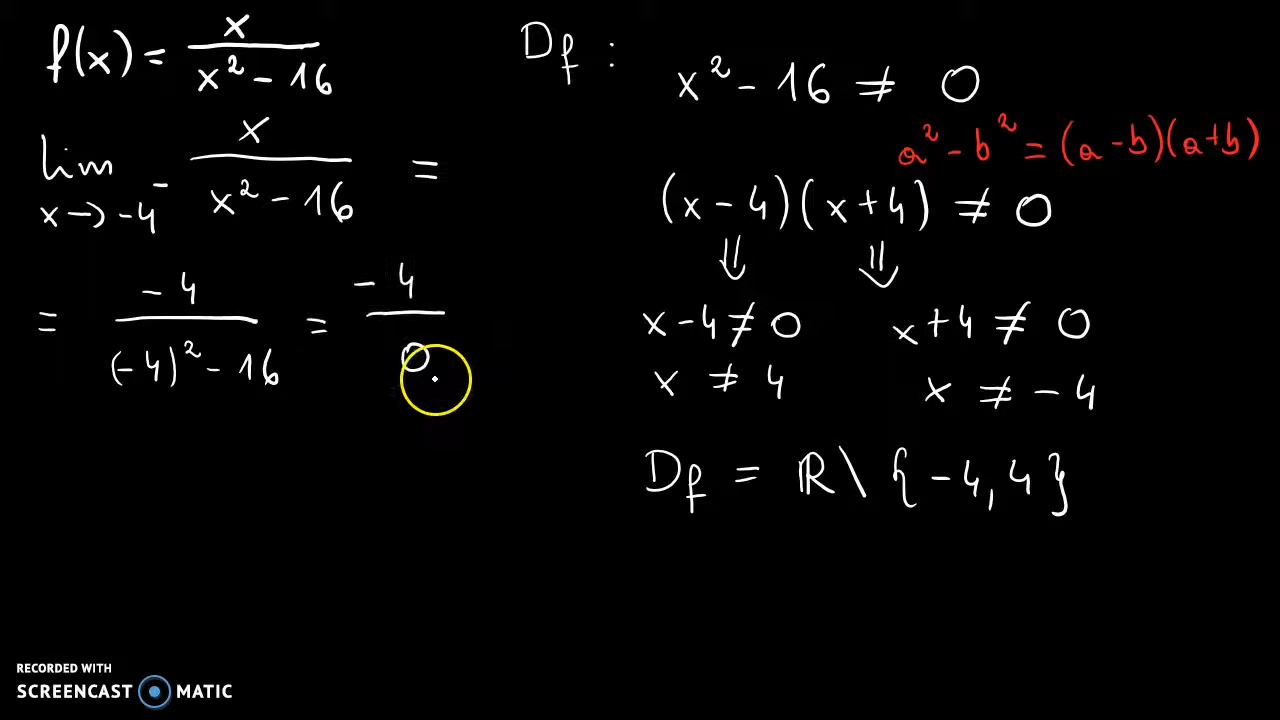 f(x) = x / (x² - 16)
lim x→-4⁻ x / (x² - 16) =
= -4 / ((-4)² - 16) = -4 / 0
Df :
x² - 16 ≠ 0
a² - b² = (a-b)(a+b)
(x - 4)(x + 4) ≠ 0
⇓ ⇓
x - 4 ≠ 0 x + 4 ≠ 0
x ≠ 4 x ≠ - 4
Df = ℝ \ { -4, 4 }
RECORDED WITH
SCREENCAST MATIC